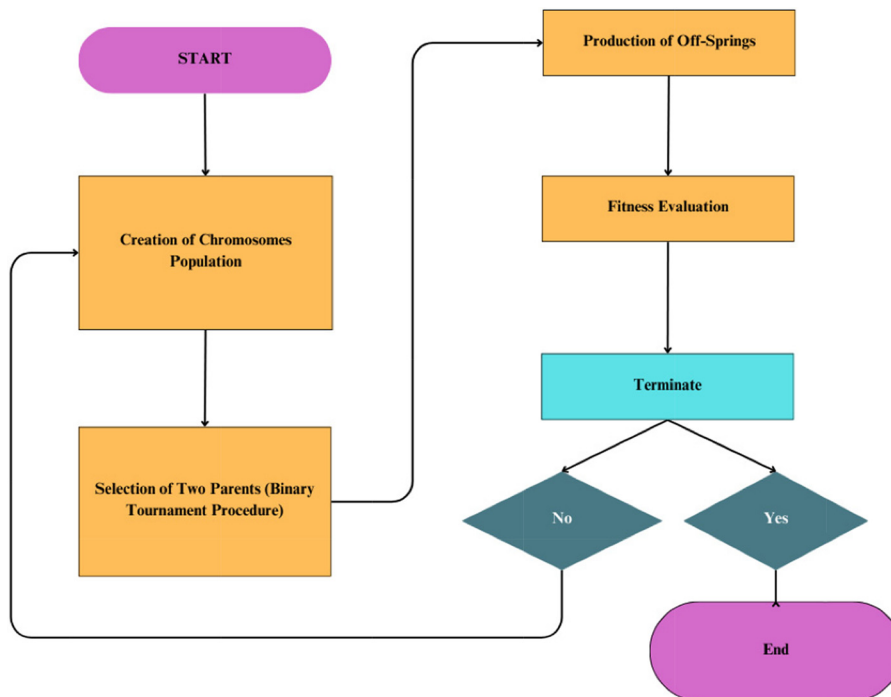 START
Creation of Chromosomes
Population
Selection of Two Parents (Binary
Tournament Procedure)
Production of Off-Springs
Fitness Evaluation
Terminate
No
Yes
End